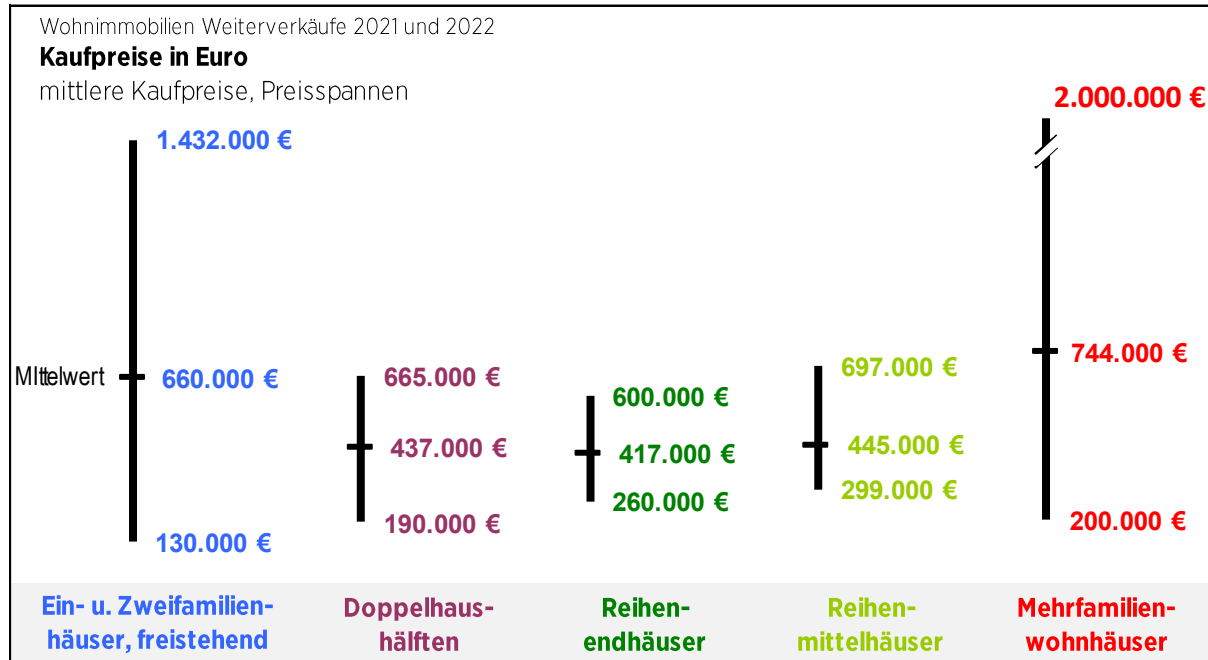 Wohnimmobilien Weiterverkäufe 2021 und 2022
Kaufpreise in Euro
mittlere Kaufpreise, Preisspannen
2.000.000 €
1.432.000 €
697.000 €
665.000 €
600.000 €
MIttelwert
660.000 €
744.000 €
437.000 €
417.000 €
445.000 €
299.000 €
260.000 €
190.000 €
200.000 €
130.000 €
Ein- u. Zweifamilien-
häuser, freistehend
Doppelhaus-
hälften
Reihen-
endhäuser
Reihen-
mittelhäuser
Mehrfamilien-
wohnhäuser